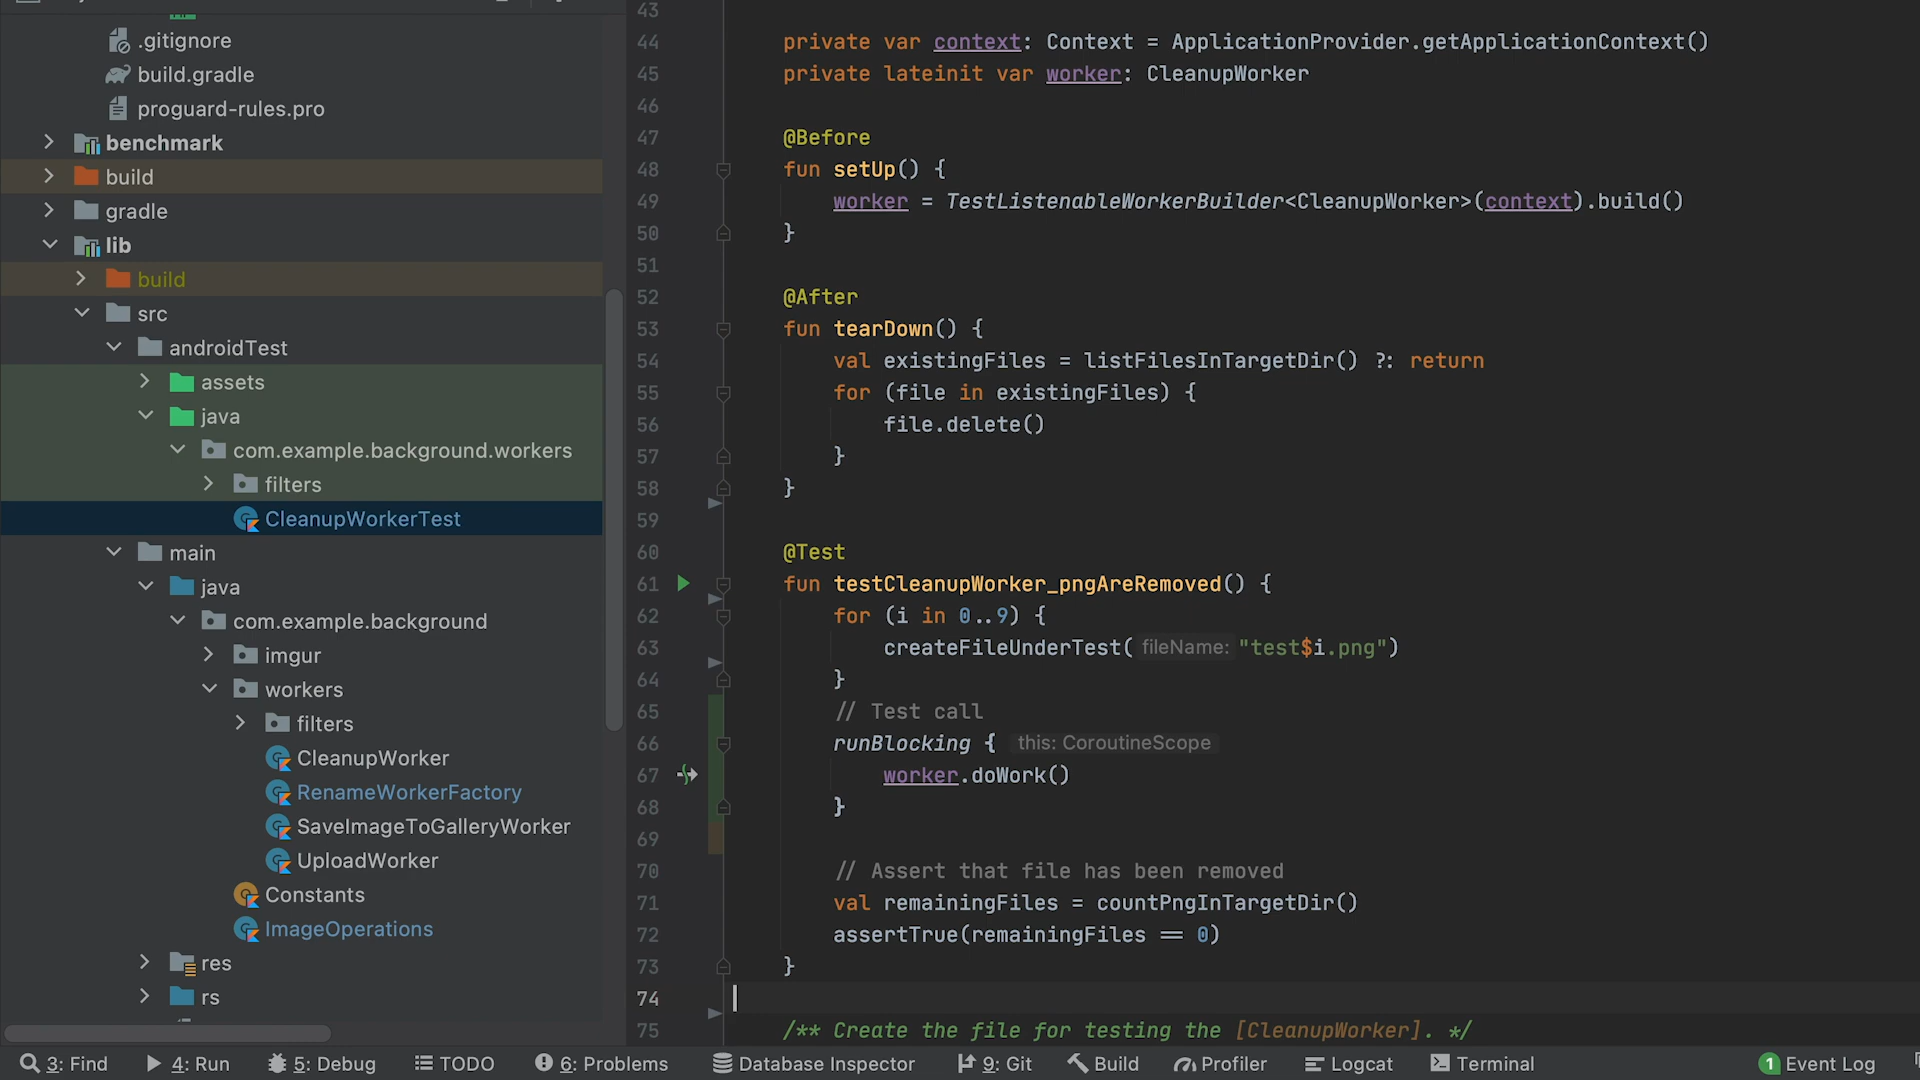 .gitignore
build.gradle
proguard-rules.pro
benchmark
build
gradle
lib
build
src
androidTest
assets
java
com.example.background.workers
filters
CleanupWorkerTest
main
java
com.example.background
imgur
workers
filters
CleanupWorker
RenameWorkerFactory
SaveImageToGalleryWorker
UploadWorker
Constants
ImageOperations
res
rs
43
44 private var context: Context = ApplicationProvider.getApplicationContext()
45 private lateinit var worker: CleanupWorker
46
47 @Before
48 fun setUp() {
49 worker = TestListenableWorkerBuilder<CleanupWorker>(context).build()
50 }
51
52 @After
53 fun tearDown() {
54 val existingFiles = listFilesInTargetDir() ?: return
55 for (file in existingFiles) {
56 file.delete()
57 }
58 }
59
60 @Test
61 fun testCleanupWorker_pngAreRemoved() {
62 for (i in 0..9) {
63 createFileUnderTest( fileName: "test$i.png")
64 }
65 // Test call
66 runBlocking { this: CoroutineScope
67 worker.doWork()
68 }
69
70 // Assert that file has been removed
71 val remainingFiles = countPngInTargetDir()
72 assertTrue(remainingFiles == 0)
73 }
74
75 /** Create the file for testing the [CleanupWorker]. */
3: Find 4: Run 5: Debug TODO 6: Problems Database Inspector 9: Git Build Profiler Logcat Terminal 1 Event Log